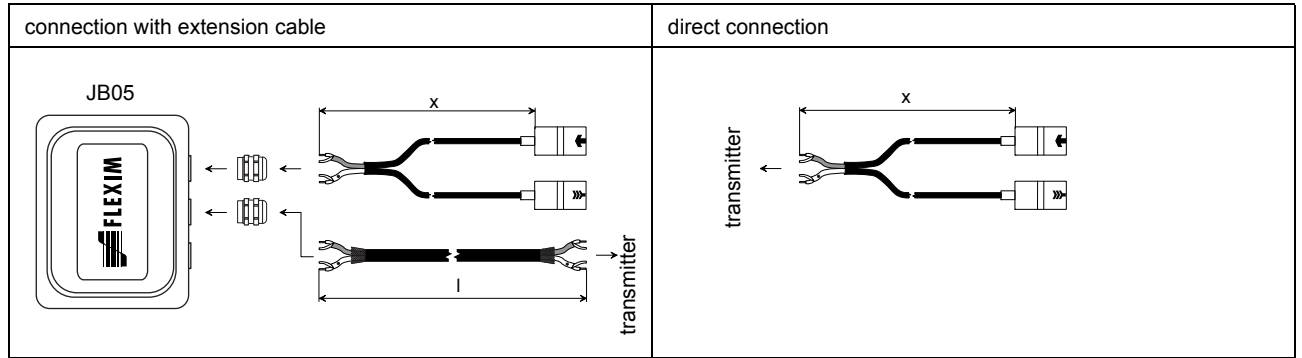 connection with extension cable
direct connection
JB05
FLEXIM
x
l
transmitter
x
transmitter